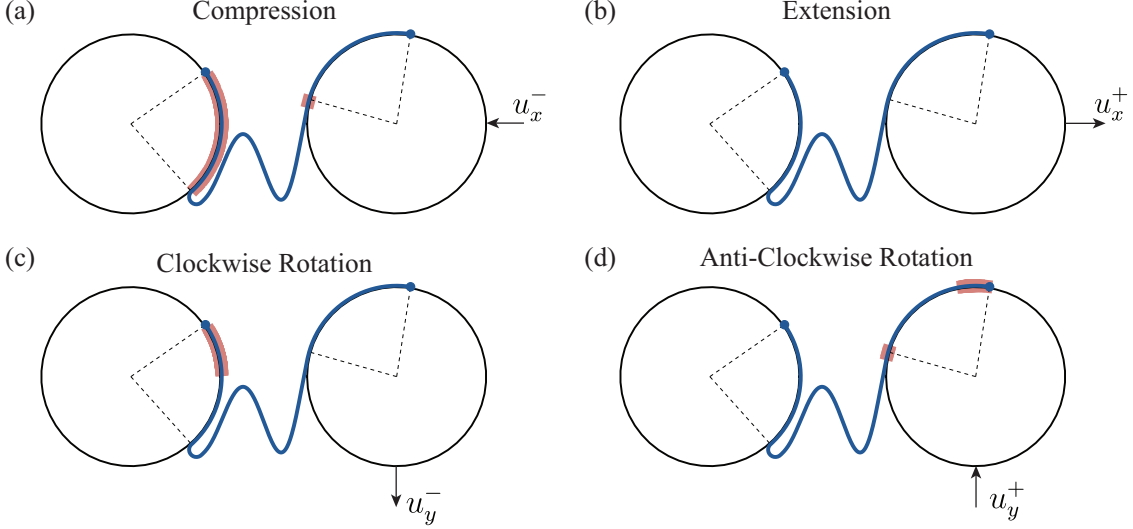 (a) Compression
(b) Extension
u_x^-
u_x^+
(c) Clockwise Rotation
(d) Anti-Clockwise Rotation
u_y^-
u_y^+